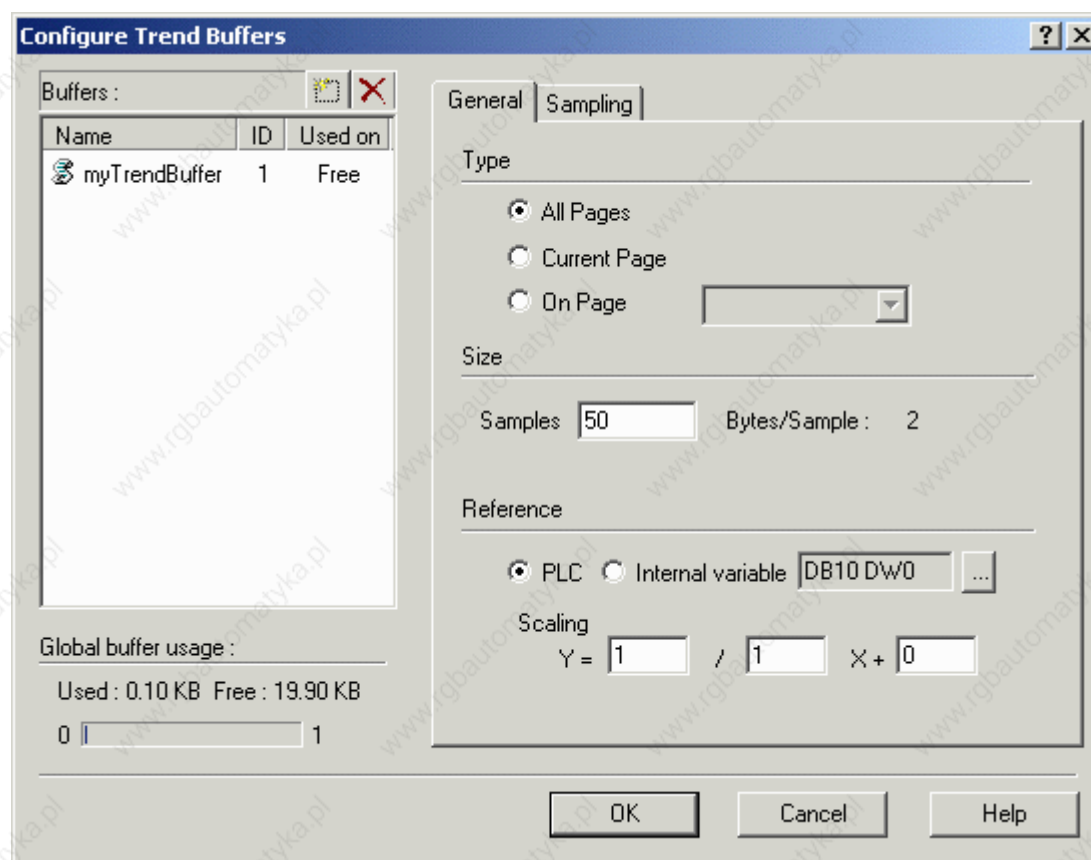 Configure Trend Buffers
Buffers :
Name ID Used on
myTrendBuffer 1 Free
Global buffer usage :
Used : 0.10 KB Free : 19.90 KB
0 1
General Sampling
Type
All Pages
Current Page
On Page
Size
Samples 50 Bytes/Sample : 2
Reference
PLC Internal variable DB10 DW0 ...
Scaling
Y = 1 / 1 X + 0
OK Cancel Help
www.rgbautomatyka.pl